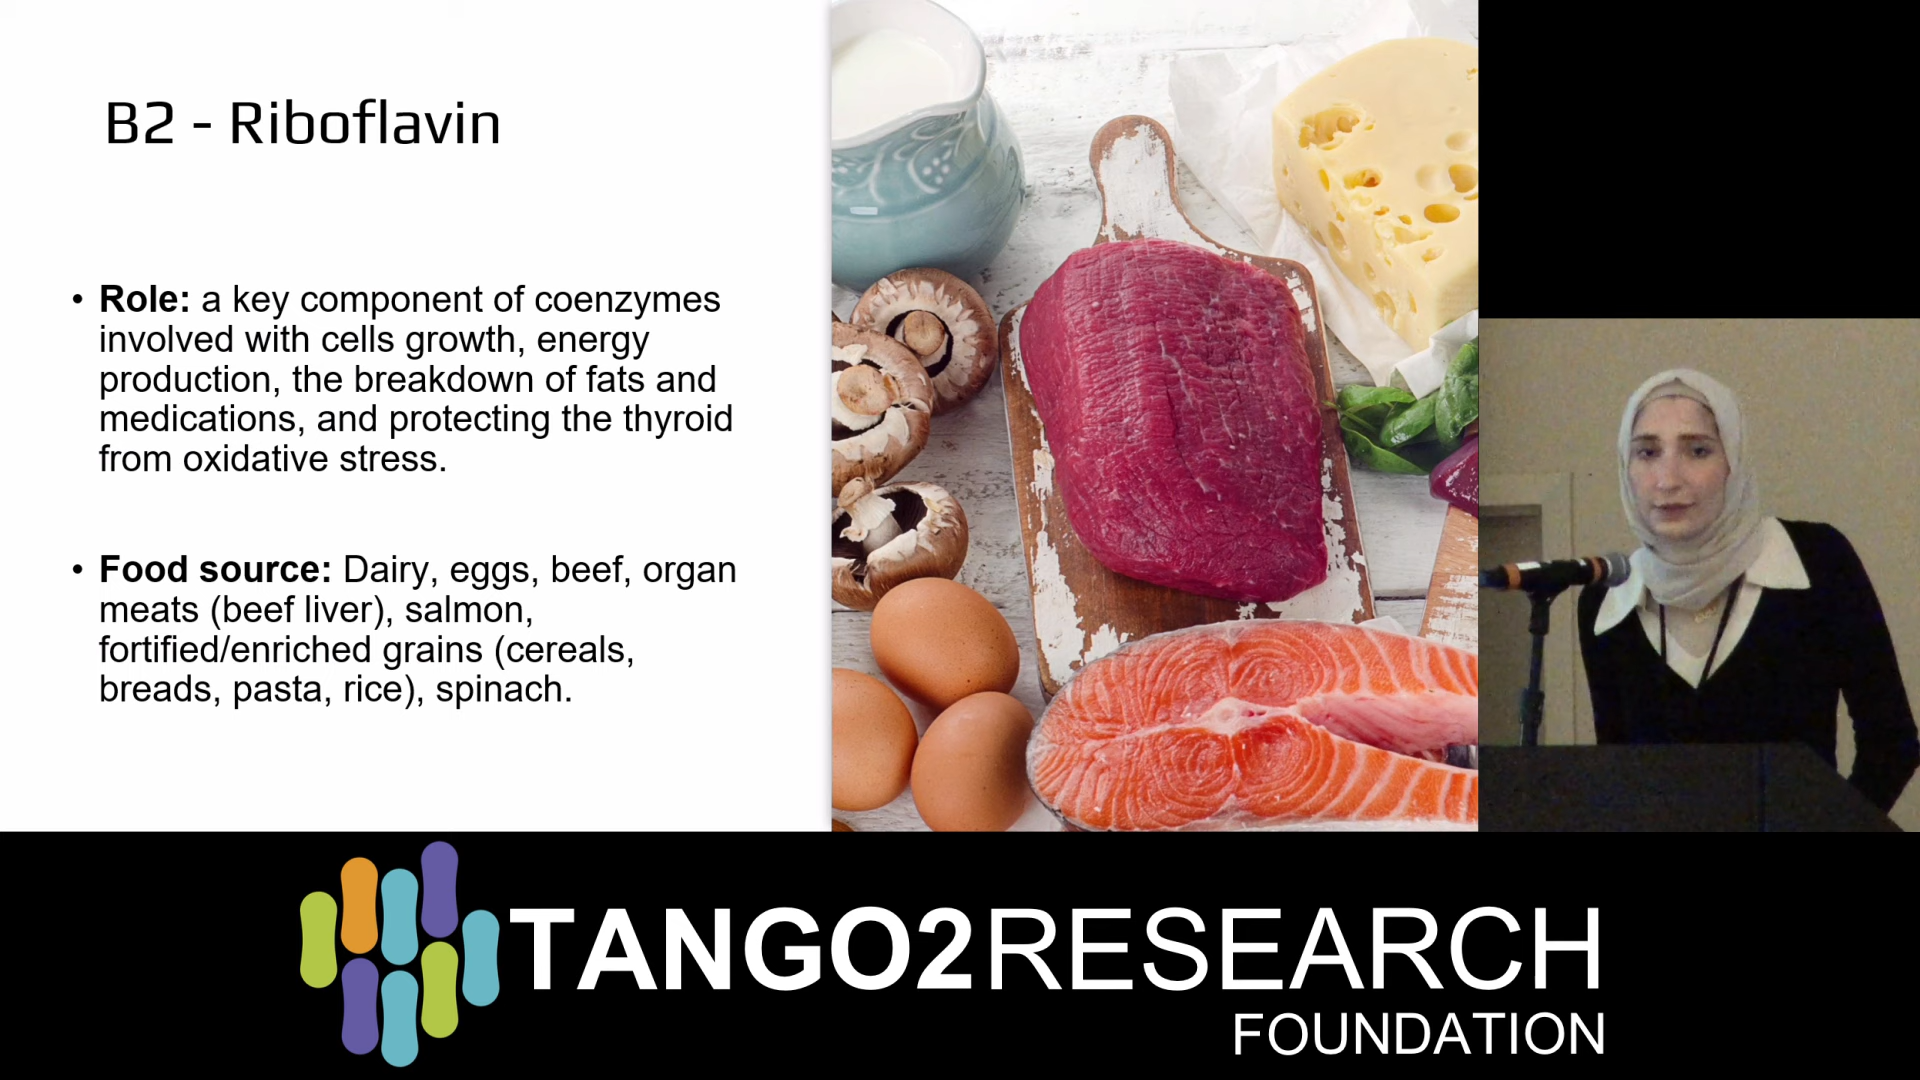 B2 - Riboflavin
• Role: a key component of coenzymes
involved with cells growth, energy
production, the breakdown of fats and
medications, and protecting the thyroid
from oxidative stress.
• Food source: Dairy, eggs, beef, organ
meats (beef liver), salmon,
fortified/enriched grains (cereals,
breads, pasta, rice), spinach.
TANGO2RESEARCH
FOUNDATION